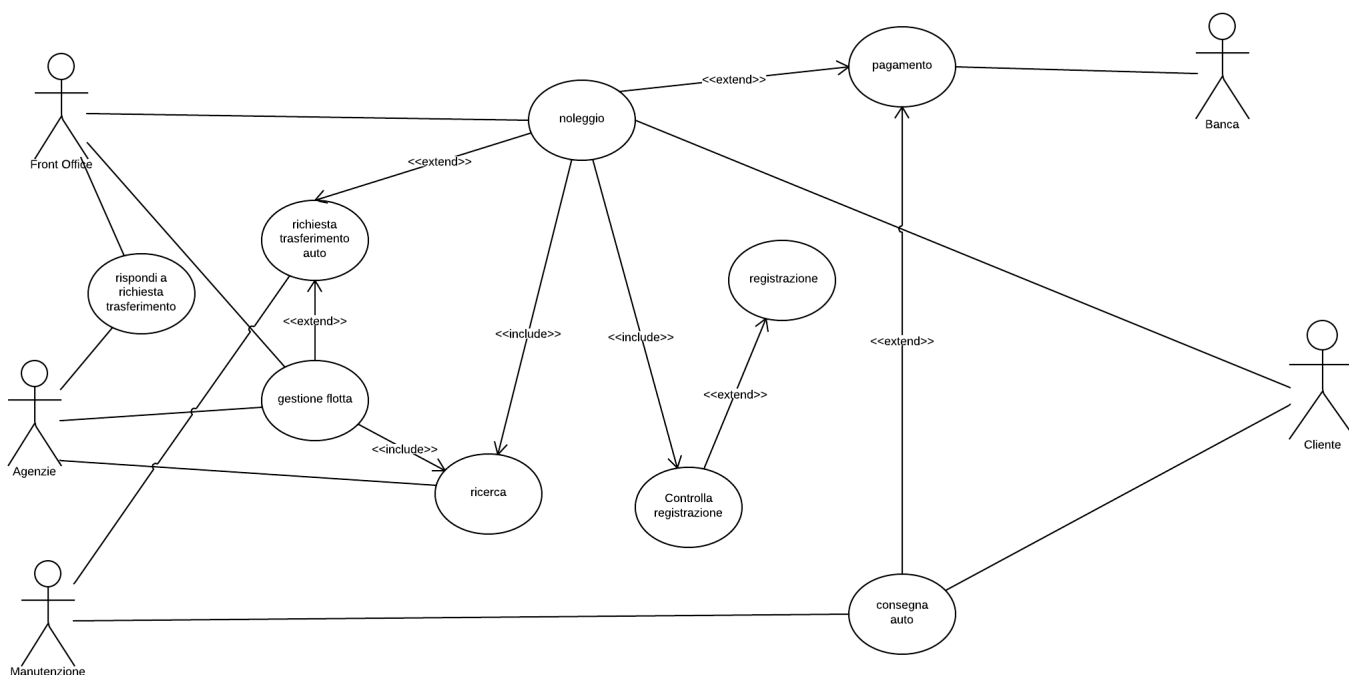 Banca
pagamento
<<extend>>
noleggio
Front Office
<<extend>>
richiesta
trasferimento
auto
rispondi a
richiesta
trasferimento
registrazione
<<extend>>
<<include>>
<<include>>
<<extend>>
<<extend>>
gestione flotta
<<include>>
Agenzie
Cliente
ricerca
Controlla
registrazione
consegna
auto
Manutenzione